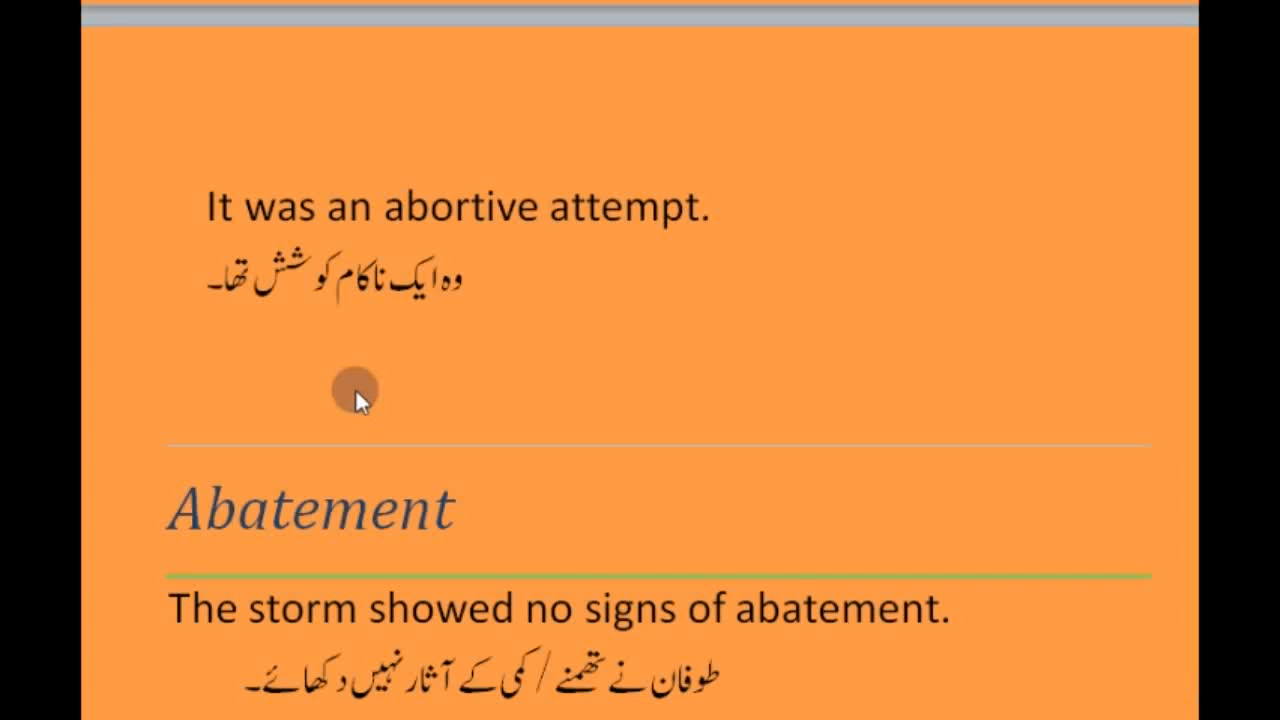 It was an abortive attempt.
وہ ایک ناکام کوشش تھا۔
Abatement
The storm showed no signs of abatement.
طوفان نے تھمنے / کمی کے آثار نہیں دکھائے۔